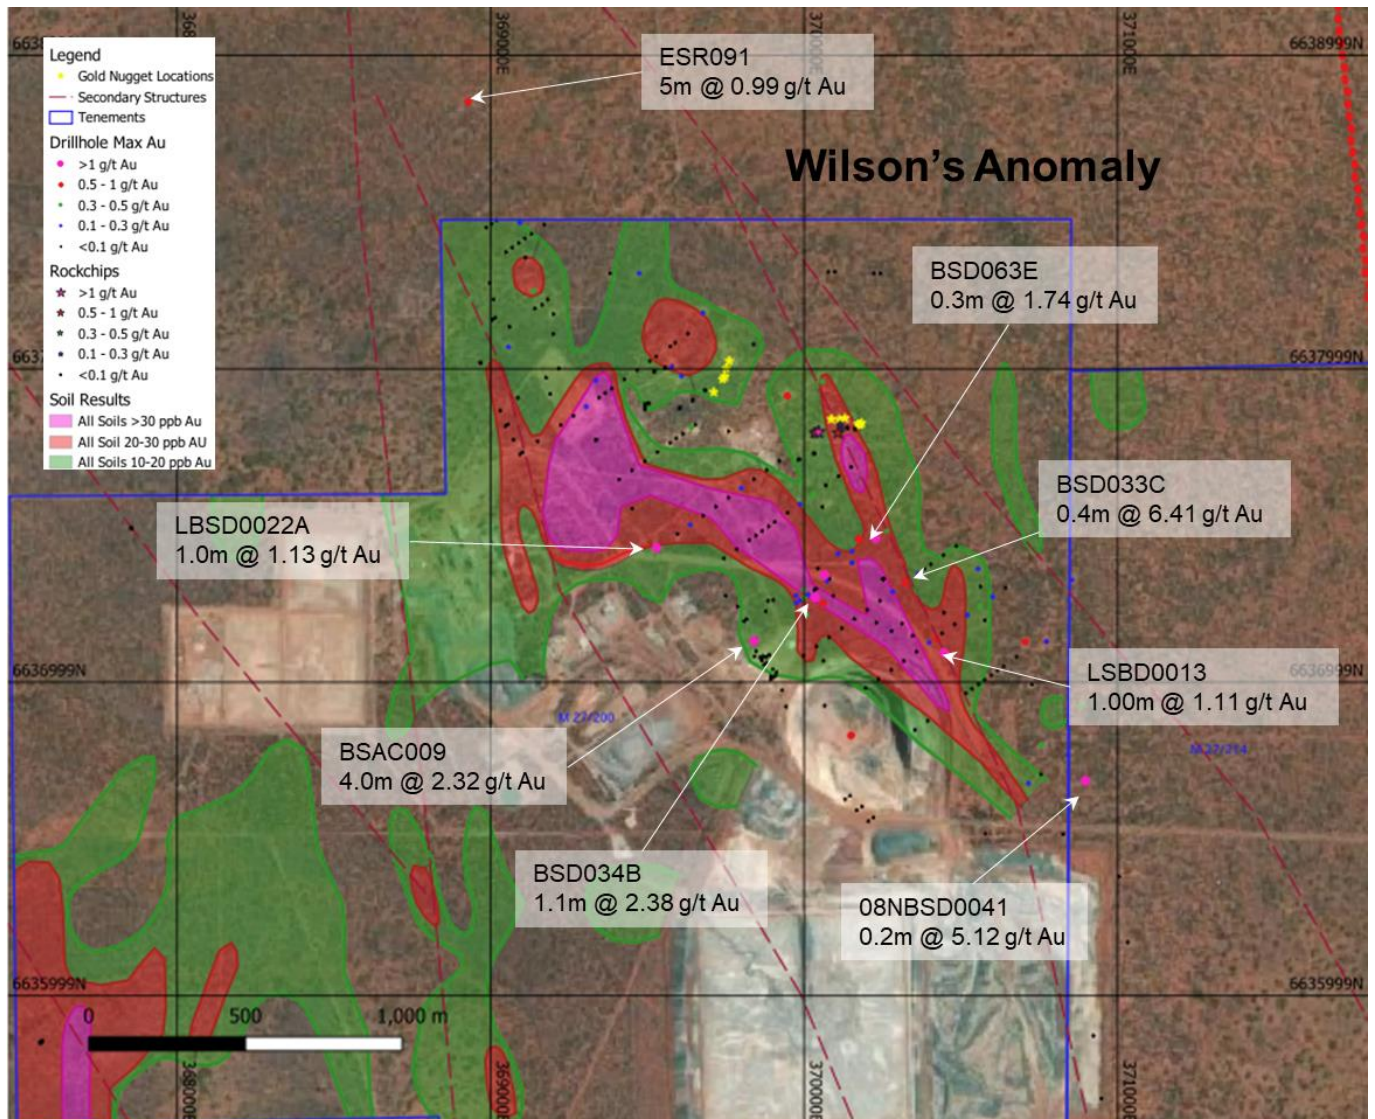 Legend
Gold Nugget Locations
Secondary Structures
Tenements
Drillhole Max Au
>1 g/t Au
0.5 - 1 g/t Au
0.3 - 0.5 g/t Au
0.1 - 0.3 g/t Au
<0.1 g/t Au
Rockchips
>1 g/t Au
0.5 - 1 g/t Au
0.3 - 0.5 g/t Au
0.1 - 0.3 g/t Au
<0.1 g/t Au
Soil Results
All Soils >30 ppb Au
All Soil 20-30 ppb AU
All Soils 10-20 ppb Au
369000E
370000E
371000E
6638999N
ESR091
5m @ 0.99 g/t Au
Wilson's Anomaly
BSD063E
0.3m @ 1.74 g/t Au
6637999N
BSD033C
0.4m @ 6.41 g/t Au
LBSD0022A
1.0m @ 1.13 g/t Au
6636999N
6636999N
LSBD0013
1.00m @ 1.11 g/t Au
M 27/200
BSAC009
4.0m @ 2.32 g/t Au
BSD034B
1.1m @ 2.38 g/t Au
08NBSD0041
0.2m @ 5.12 g/t Au
6635999N
6635999N
0 500 1,000 m